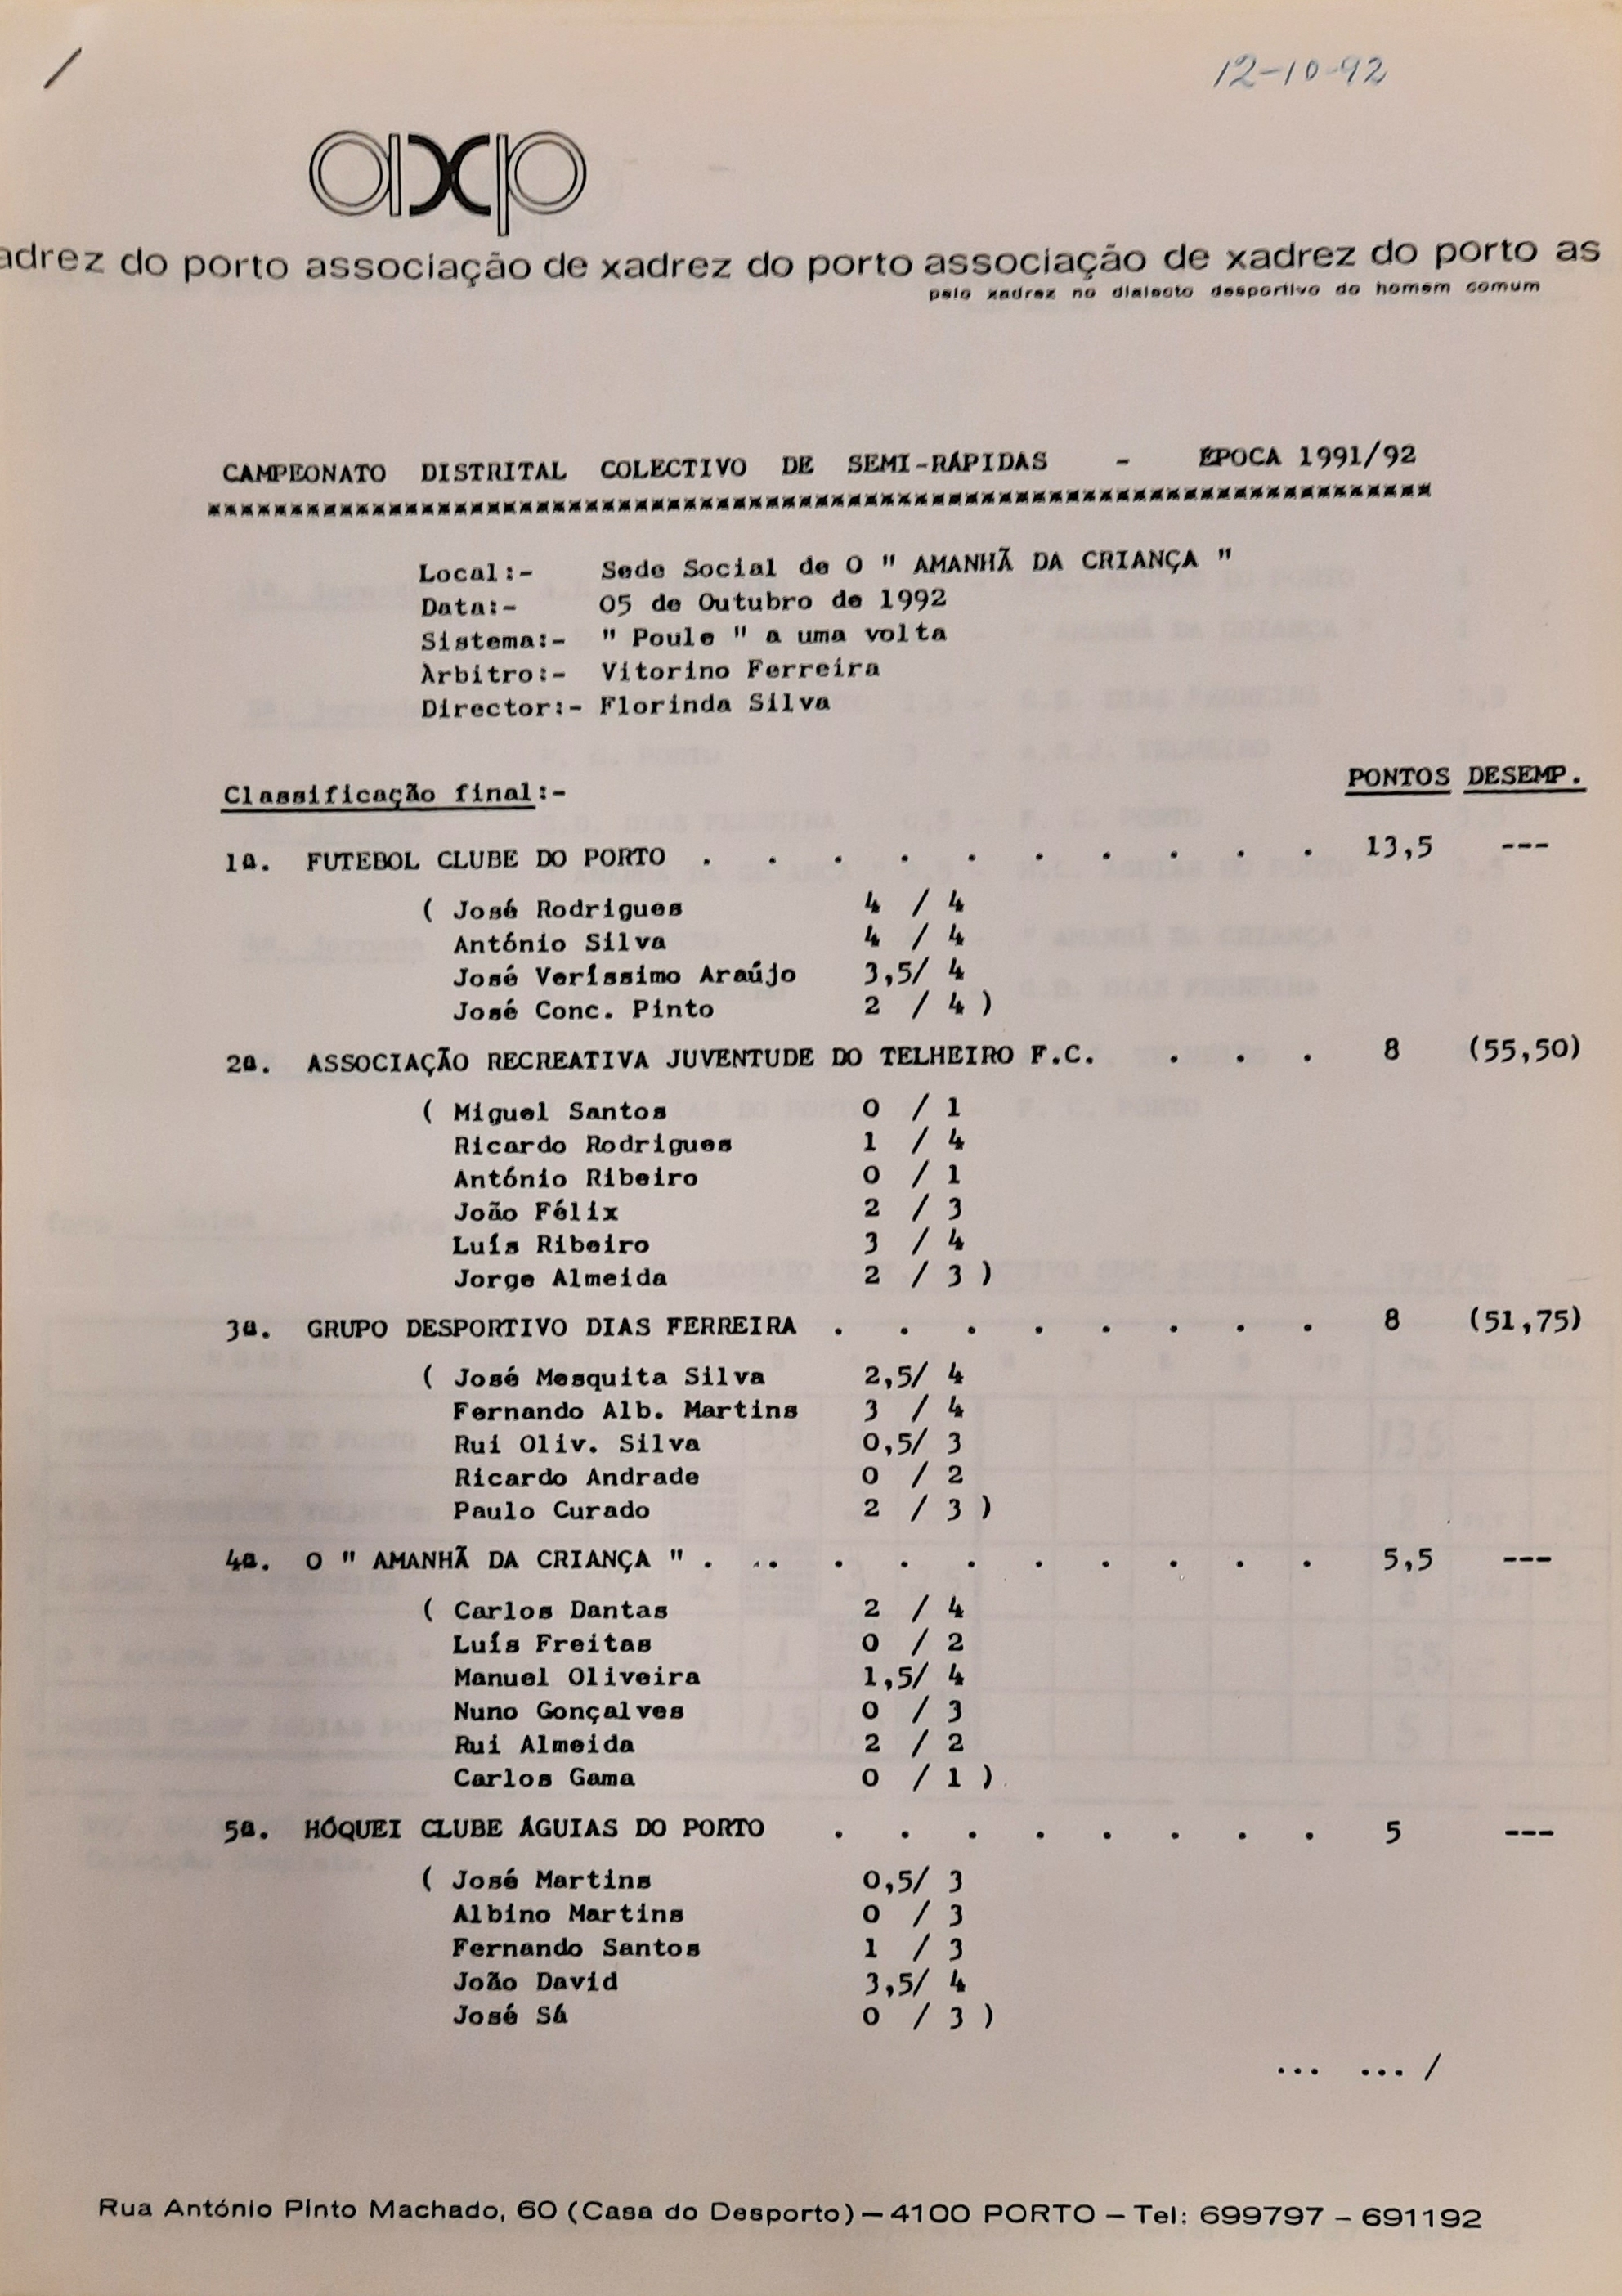 /
12-10-92
axp
adrez do porto associação de xadrez do porto associação de xadrez do porto as
pelo xadrez no dialecto desportivo do homem comum
CAMPEONATO DISTRITAL COLECTIVO DE SEMI-RÁPIDAS - ÉPOCA 1991/92
Local:- Sede Social de O " AMANHÃ DA CRIANÇA "
Data:- 05 de Outubro de 1992
Sistema:- " Poule " a uma volta
Àrbitro:- Vitorino Ferreira
Director:- Florinda Silva
Classificação final:- PONTOS DESEMP.
1º. FUTEBOL CLUBE DO PORTO . . . . . . . . . . 13,5 ---
( José Rodrigues 4 / 4
António Silva 4 / 4
José Veríssimo Araújo 3,5/ 4
José Conc. Pinto 2 / 4 )
2º. ASSOCIAÇÃO RECREATIVA JUVENTUDE DO TELHEIRO F.C. . . . 8 (55,50)
( Miguel Santos 0 / 1
Ricardo Rodrigues 1 / 4
António Ribeiro 0 / 1
João Félix 2 / 3
Luís Ribeiro 3 / 4
Jorge Almeida 2 / 3 )
3º. GRUPO DESPORTIVO DIAS FERREIRA . . . . . . . . 8 (51,75)
( José Mesquita Silva 2,5/ 4
Fernando Alb. Martins 3 / 4
Rui Oliv. Silva 0,5/ 3
Ricardo Andrade 0 / 2
Paulo Curado 2 / 3 )
4º. O " AMANHÃ DA CRIANÇA " . .. . . . . . . . . 5,5 ---
( Carlos Dantas 2 / 4
Luís Freitas 0 / 2
Manuel Oliveira 1,5/ 4
Nuno Gonçalves 0 / 3
Rui Almeida 2 / 2
Carlos Gama 0 / 1 )
5º. HÓQUEI CLUBE ÁGUIAS DO PORTO . . . . . . . . 5 ---
( José Martins 0,5/ 3
Albino Martins 0 / 3
Fernando Santos 1 / 3
João David 3,5/ 4
José Sá 0 / 3 )
... ... /
Rua António Pinto Machado, 60 (Casa do Desporto) — 4100 PORTO — Tel: 699797 - 691192